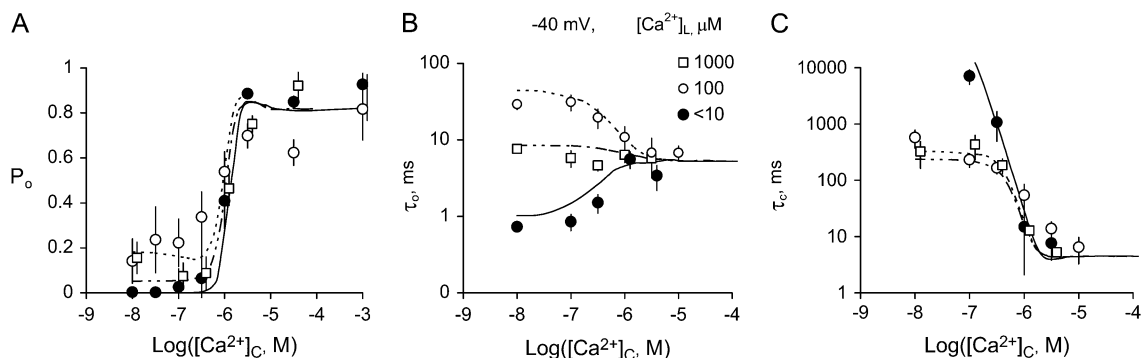 A
B
C
-40 mV, [Ca²⁺]L, μM
1
0.8
0.6
0.4
0.2
0
Pₒ
-9 -8 -7 -6 -5 -4 -3
Log([Ca²⁺]C, M)
100
10
1
0.1
τₒ, ms
1000
100
<10
-9 -8 -7 -6 -5 -4
Log([Ca²⁺]C, M)
10000
1000
100
10
1
τc, ms
-9 -8 -7 -6 -5 -4
Log([Ca²⁺]C, M)